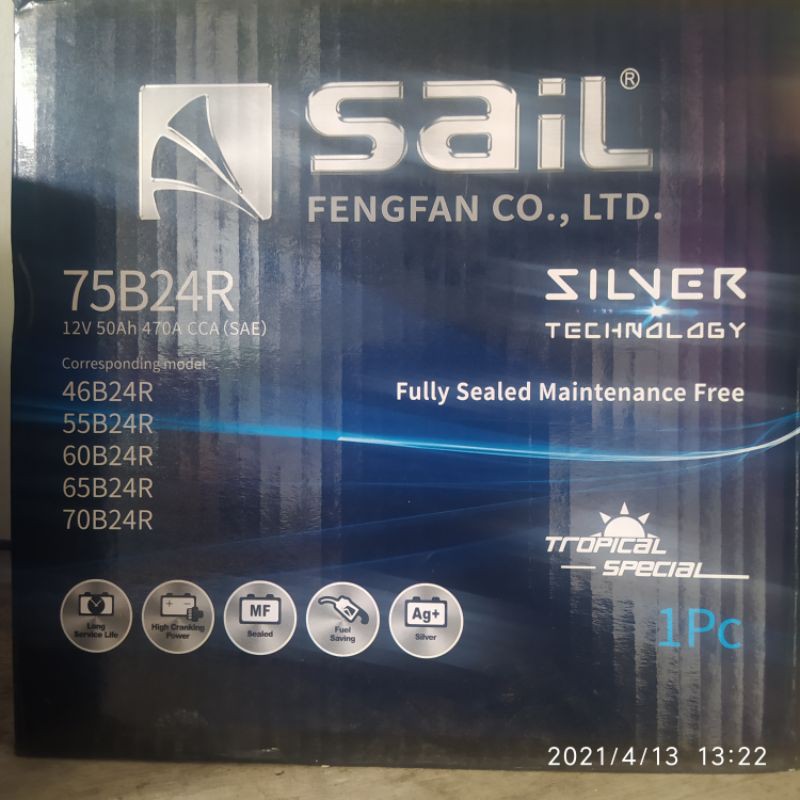 sail®
FENGFAN CO., LTD.
75B24R
12V 50Ah 470A CCA (SAE)
Corresponding model
46B24R
55B24R
60B24R
65B24R
70B24R
SILVER
TECHNOLOGY
Fully Sealed Maintenance Free
TROPICAL
SPECIAL
1Pc
Long
Service Life
High Cranking
Power
MF
Sealed
Fuel
Saving
Ag+
Silver
2021/4/13 13:22